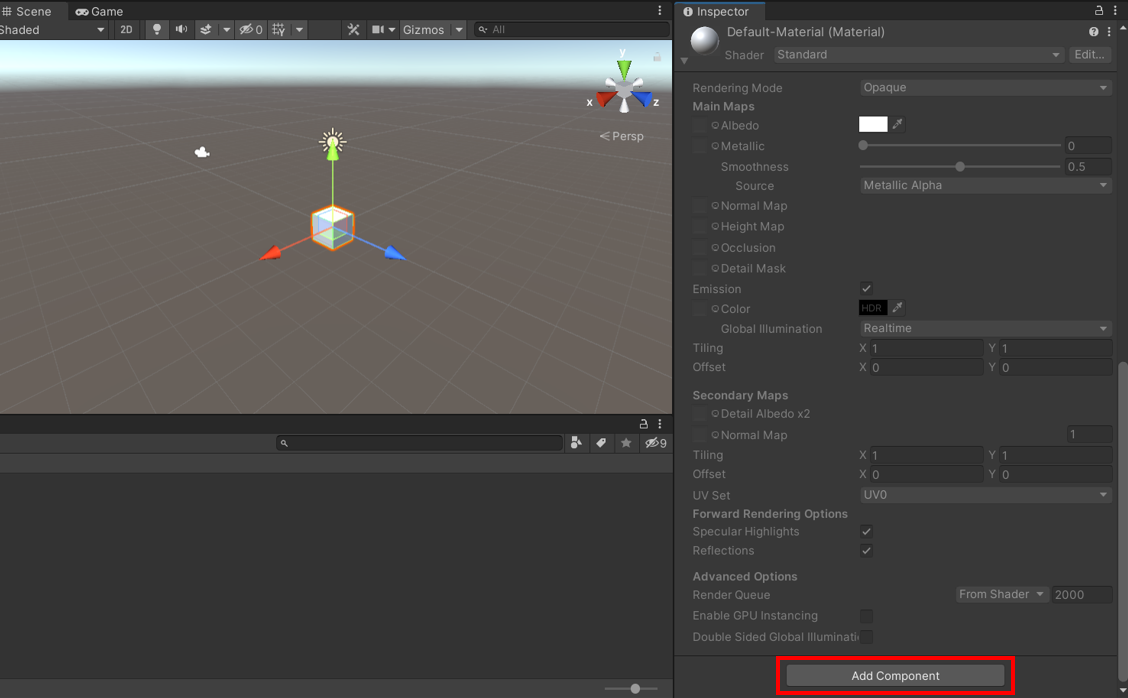 Scene Game
Shaded 2D 0 Gizmos All
y
x z
Persp
9
Inspector
Default-Material (Material)
Shader Standard Edit...
Rendering Mode Opaque
Main Maps
Albedo
Metallic 0
Smoothness 0.5
Source Metallic Alpha
Normal Map
Height Map
Occlusion
Detail Mask
Emission
Color HDR
Global Illumination Realtime
Tiling X 1 Y 1
Offset X 0 Y 0
Secondary Maps
Detail Albedo x2
Normal Map 1
Tiling X 1 Y 1
Offset X 0 Y 0
UV Set UV0
Forward Rendering Options
Specular Highlights
Reflections
Advanced Options
Render Queue From Shader 2000
Enable GPU Instancing
Double Sided Global Illuminati
Add Component